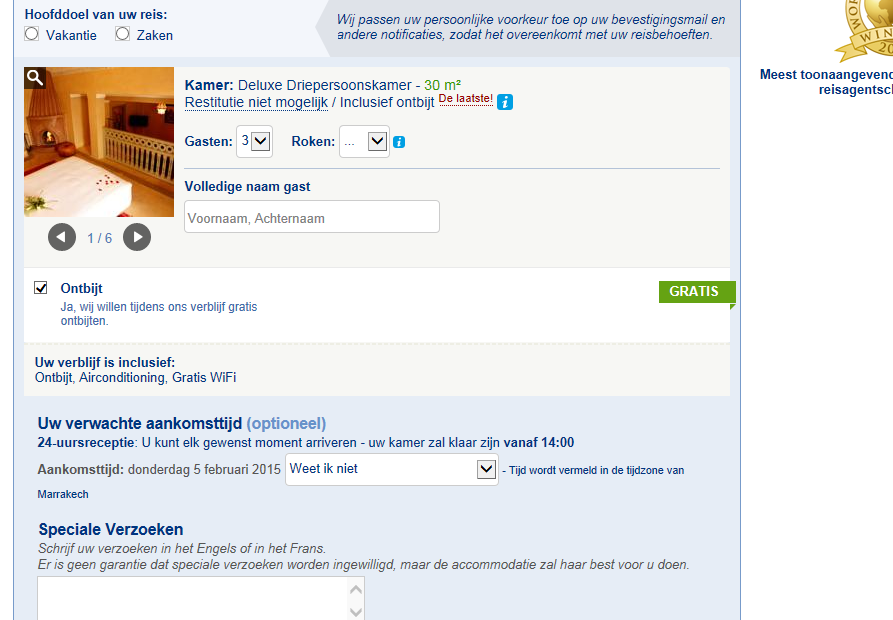 Hoofddoel van uw reis:
Vakantie Zaken
Wij passen uw persoonlijke voorkeur toe op uw bevestigingsmail en
andere notificaties, zodat het overeenkomt met uw reisbehoeften.
WOR
WIN
20
Meest toonaangevend
reisagentsch
Kamer: Deluxe Driepersoonskamer - 30 m²
Restitutie niet mogelijk / Inclusief ontbijt De laatste! i
Gasten: 3 Roken: ... i
Volledige naam gast
Voornaam, Achternaam
1 / 6
Ontbijt
Ja, wij willen tijdens ons verblijf gratis
ontbijten.
GRATIS
Uw verblijf is inclusief:
Ontbijt, Airconditioning, Gratis WiFi
Uw verwachte aankomsttijd (optioneel)
24-uursreceptie: U kunt elk gewenst moment arriveren - uw kamer zal klaar zijn vanaf 14:00
Aankomsttijd: donderdag 5 februari 2015 Weet ik niet - Tijd wordt vermeld in de tijdzone van
Marrakech
Speciale Verzoeken
Schrijf uw verzoeken in het Engels of in het Frans.
Er is geen garantie dat speciale verzoeken worden ingewilligd, maar de accommodatie zal haar best voor u doen.